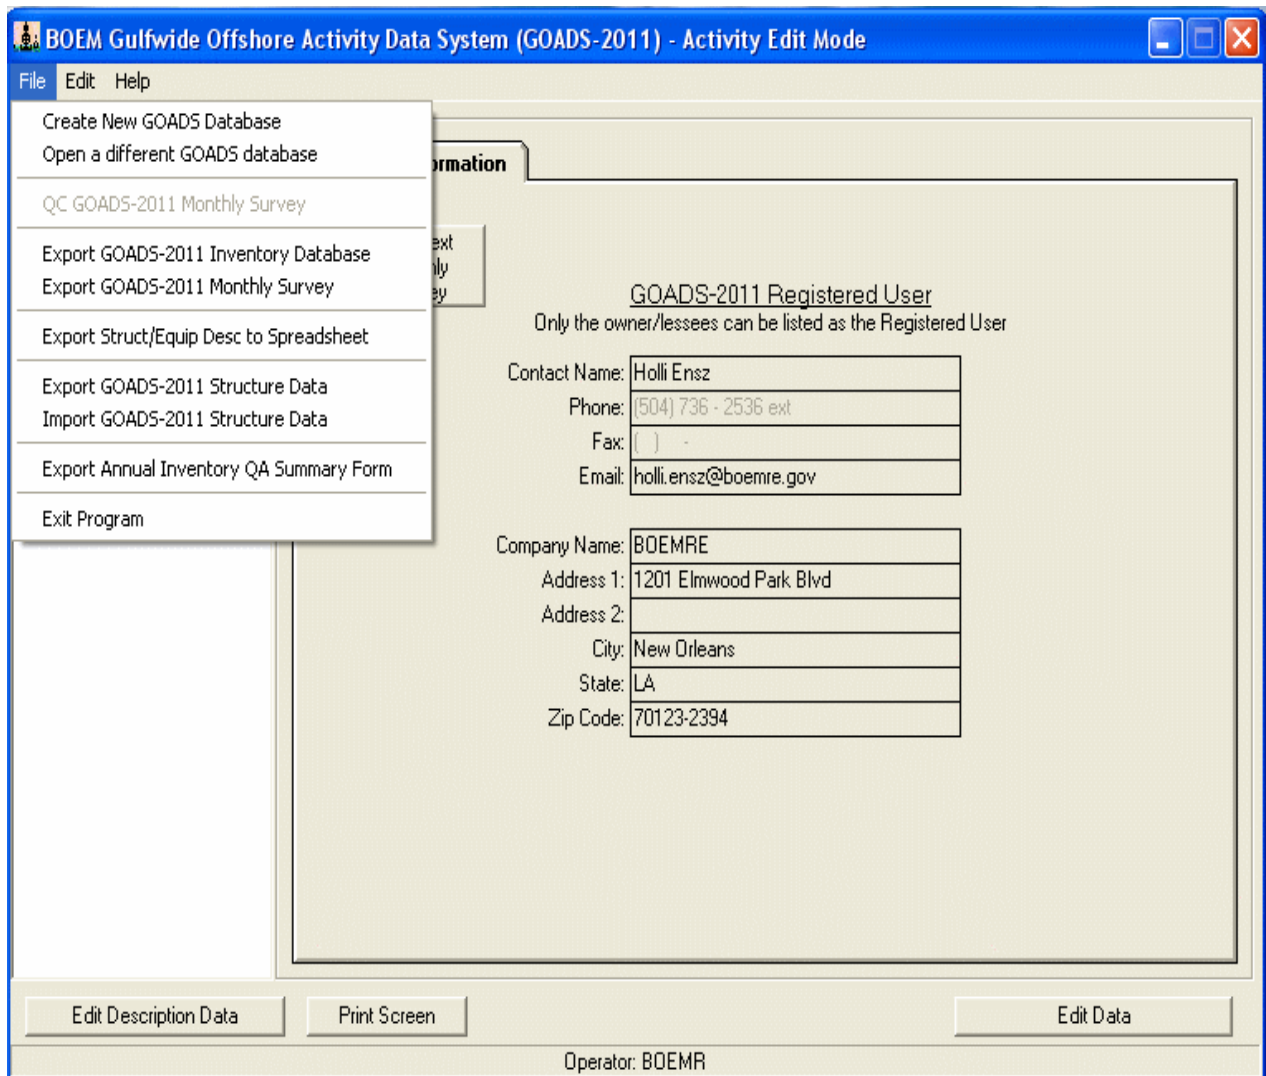 BOEM Gulfwide Offshore Activity Data System (GOADS-2011) - Activity Edit Mode
File Edit Help
Create New GOADS Database
Open a different GOADS database
QC GOADS-2011 Monthly Survey
Export GOADS-2011 Inventory Database
Export GOADS-2011 Monthly Survey
Export Struct/Equip Desc to Spreadsheet
Export GOADS-2011 Structure Data
Import GOADS-2011 Structure Data
Export Annual Inventory QA Summary Form
Exit Program
rmation
ext
ly
ey
GOADS-2011 Registered User
Only the owner/lessees can be listed as the Registered User
Contact Name: Holli Ensz
Phone: (504) 736 - 2536 ext
Fax: ( ) -
Email: holli.ensz@boemre.gov
Company Name: BOEMRE
Address 1: 1201 Elmwood Park Blvd
Address 2:
City: New Orleans
State: LA
Zip Code: 70123-2394
Edit Description Data Print Screen Edit Data
Operator: BOEMR